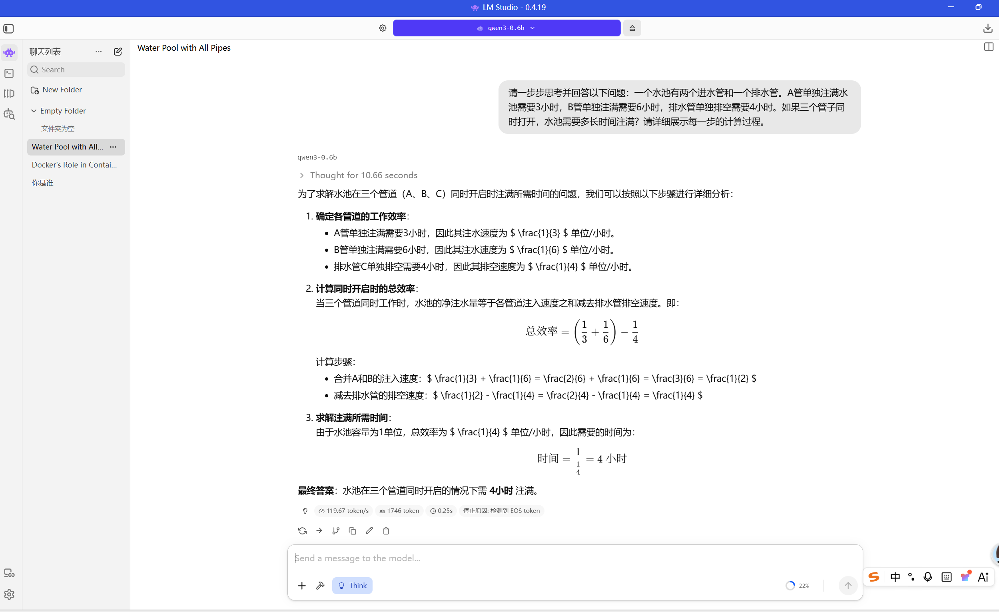 LM Studio - 0.4.19
qwen3-0.6b
聊天列表
Search
New Folder
Empty Folder
文件夹为空
Water Pool with All...
Docker's Role in Contai...
你是谁
Water Pool with All Pipes
请一步步思考并回答以下问题：一个水池有两个进水管和一个排水管。A管单独注满水
池需要3小时，B管单独注满需要6小时，排水管单独排空需要4小时。如果三个管子同
时打开，水池需要多长时间注满？请详细展示每一步的计算过程。
qwen3-0.6b
Thought for 10.66 seconds
为了求解水池在三个管道（A、B、C）同时开启时注满所需时间的问题，我们可以按照以下步骤进行详细分析：
1. 确定各管道的工作效率：
• A管单独注满需要3小时，因此其注水速度为 $ \frac{1}{3} $ 单位/小时。
• B管单独注满需要6小时，因此其注水速度为 $ \frac{1}{6} $ 单位/小时。
• 排水管C单独排空需要4小时，因此其排空速度为 $ \frac{1}{4} $ 单位/小时。
2. 计算同时开启时的总效率：
当三个管道同时工作时，水池的净注水量等于各管道注入速度之和减去排水管排空速度。即：
总效率 = (1/3 + 1/6) − 1/4
计算步骤：
• 合并A和B的注入速度：$ \frac{1}{3} + \frac{1}{6} = \frac{2}{6} + \frac{1}{6} = \frac{3}{6} = \frac{1}{2} $
• 减去排水管的排空速度：$ \frac{1}{2} - \frac{1}{4} = \frac{2}{4} - \frac{1}{4} = \frac{1}{4} $
3. 求解注满所需时间：
由于水池容量为1单位，总效率为 $ \frac{1}{4} $ 单位/小时，因此需要的时间为：
时间 = 1/(1/4) = 4 小时
最终答案：水池在三个管道同时开启的情况下需 4小时 注满。
119.67 token/s 1746 token 0.25s 停止原因: 检测到 EOS token
Send a message to the model...
Think
22%
中
Ai